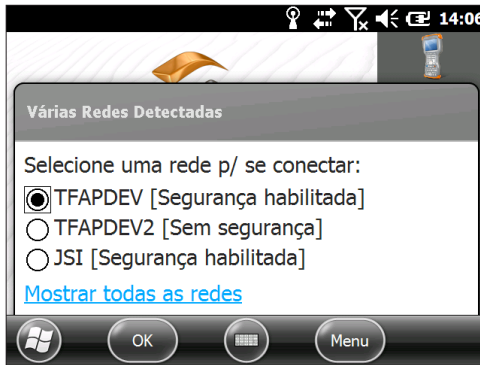 14:06
Várias Redes Detectadas
Selecione uma rede p/ se conectar:
TFAPDEV [Segurança habilitada]
TFAPDEV2 [Sem segurança]
JSI [Segurança habilitada]
Mostrar todas as redes
OK Menu